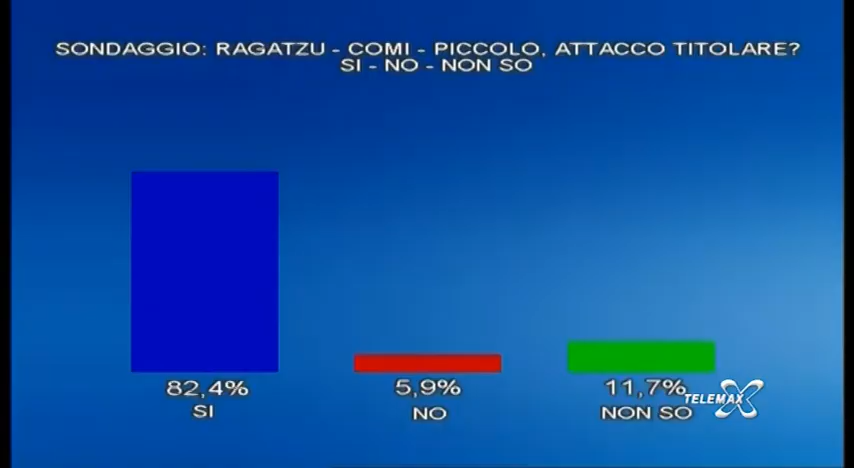 SONDAGGIO: RAGATZU - COMI - PICCOLO, ATTACCO TITOLARE?
SI - NO - NON SO
82,4% 5,9% 11,7%
SI NO NON SO
TELEMAX